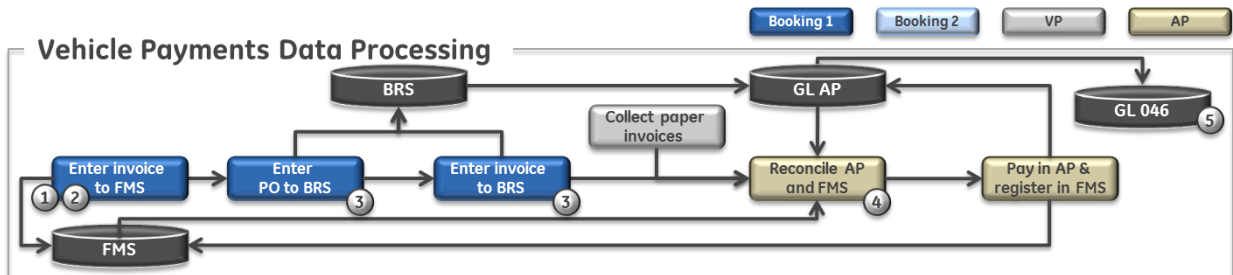 Booking 1
Booking 2
VP
AP
Vehicle Payments Data Processing
BRS
GL AP
GL 046
5
Collect paper
invoices
Enter invoice
to FMS
1
2
Enter
PO to BRS
3
Enter invoice
to BRS
3
Reconcile AP
and FMS
4
Pay in AP &
register in FMS
FMS